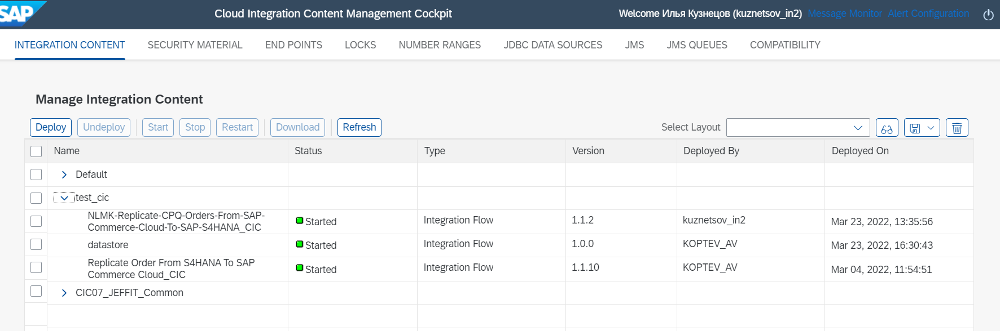 SAP
Cloud Integration Content Management Cockpit
Welcome Илья Кузнецов (kuznetsov_in2) Message Monitor Alert Configuration
INTEGRATION CONTENT SECURITY MATERIAL END POINTS LOCKS NUMBER RANGES JDBC DATA SOURCES JMS JMS QUEUES COMPATIBILITY
Manage Integration Content
Deploy Undeploy Start Stop Restart Download Refresh Select Layout
Name Status Type Version Deployed By Deployed On
Default
test_cic
NLMK-Replicate-CPQ-Orders-From-SAP-
Commerce-Cloud-To-SAP-S4HANA_CIC Started Integration Flow 1.1.2 kuznetsov_in2 Mar 23, 2022, 13:35:56
datastore Started Integration Flow 1.0.0 KOPTEV_AV Mar 23, 2022, 16:30:43
Replicate Order From S4HANA To SAP
Commerce Cloud_CIC Started Integration Flow 1.1.10 KOPTEV_AV Mar 04, 2022, 11:54:51
CIC07_JEFFIT_Common